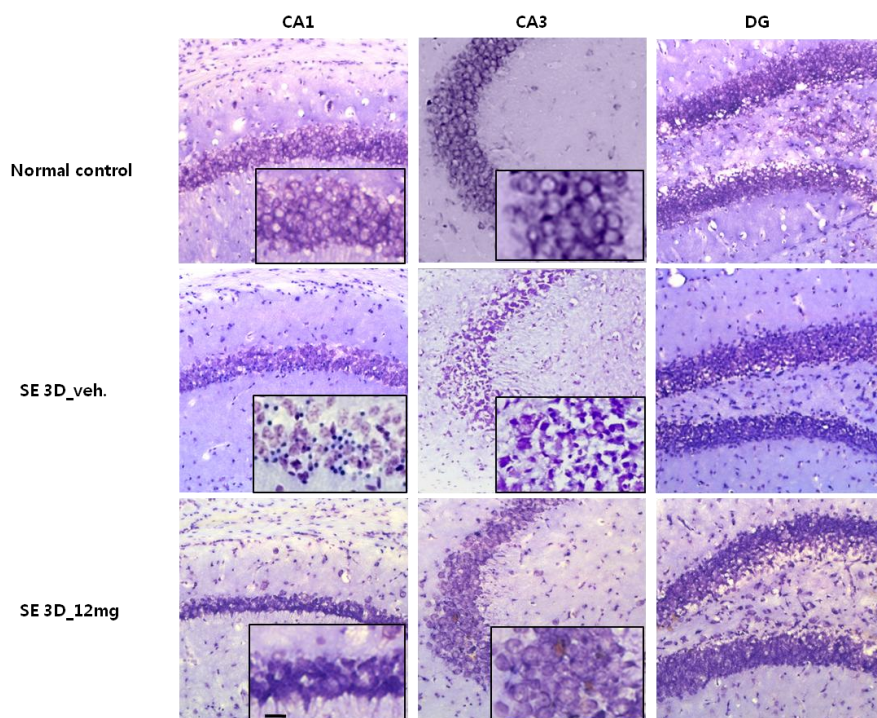 CA1 CA3 DG
Normal control
SE 3D_veh.
SE 3D_12mg